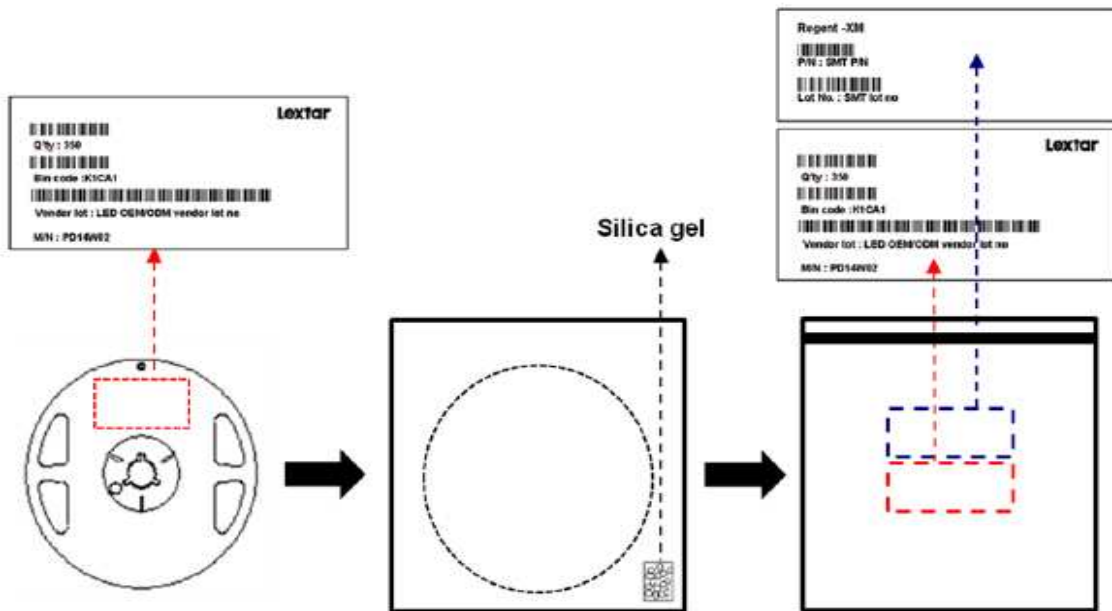 Lextar
Q'ty : 350
Bin code :K1CA1
Vender lot : LED OEM/ODM vendor lot no
M/N : PD14W02
Silica gel
Regent -XM
P/N : SMT P/N
Lot No. : SMT lot no
Lextar
Q'ty : 350
Bin code :K1CA1
Vendor lot : LED OEM/ODM vendor lot no
M/N : PD14W02